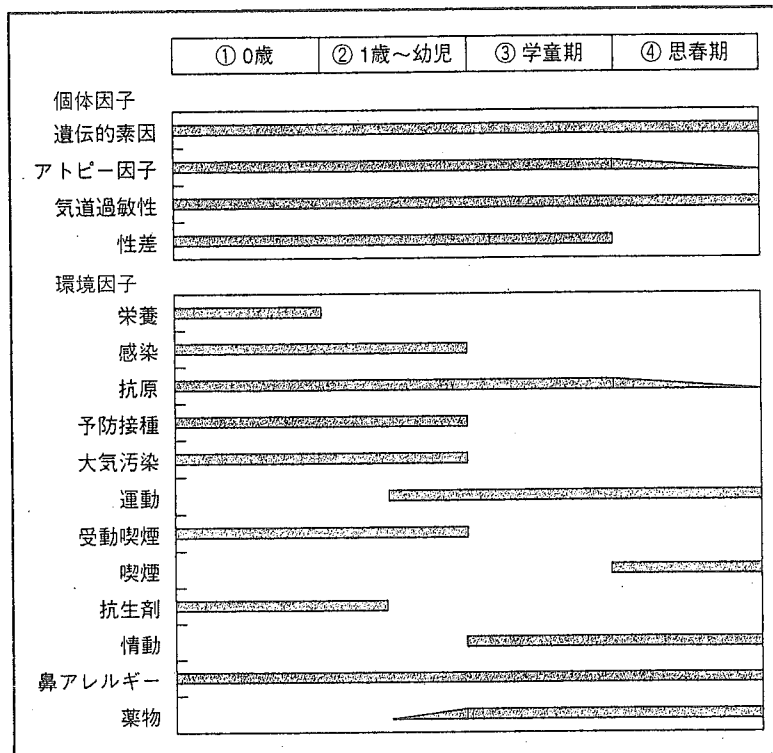 ① 0歳 ② 1歳～幼児 ③ 学童期 ④ 思春期
個体因子
遺伝的素因
アトピー因子
気道過敏性
性差
環境因子
栄養
感染
抗原
予防接種
大気汚染
運動
受動喫煙
喫煙
抗生剤
情動
鼻アレルギー
薬物